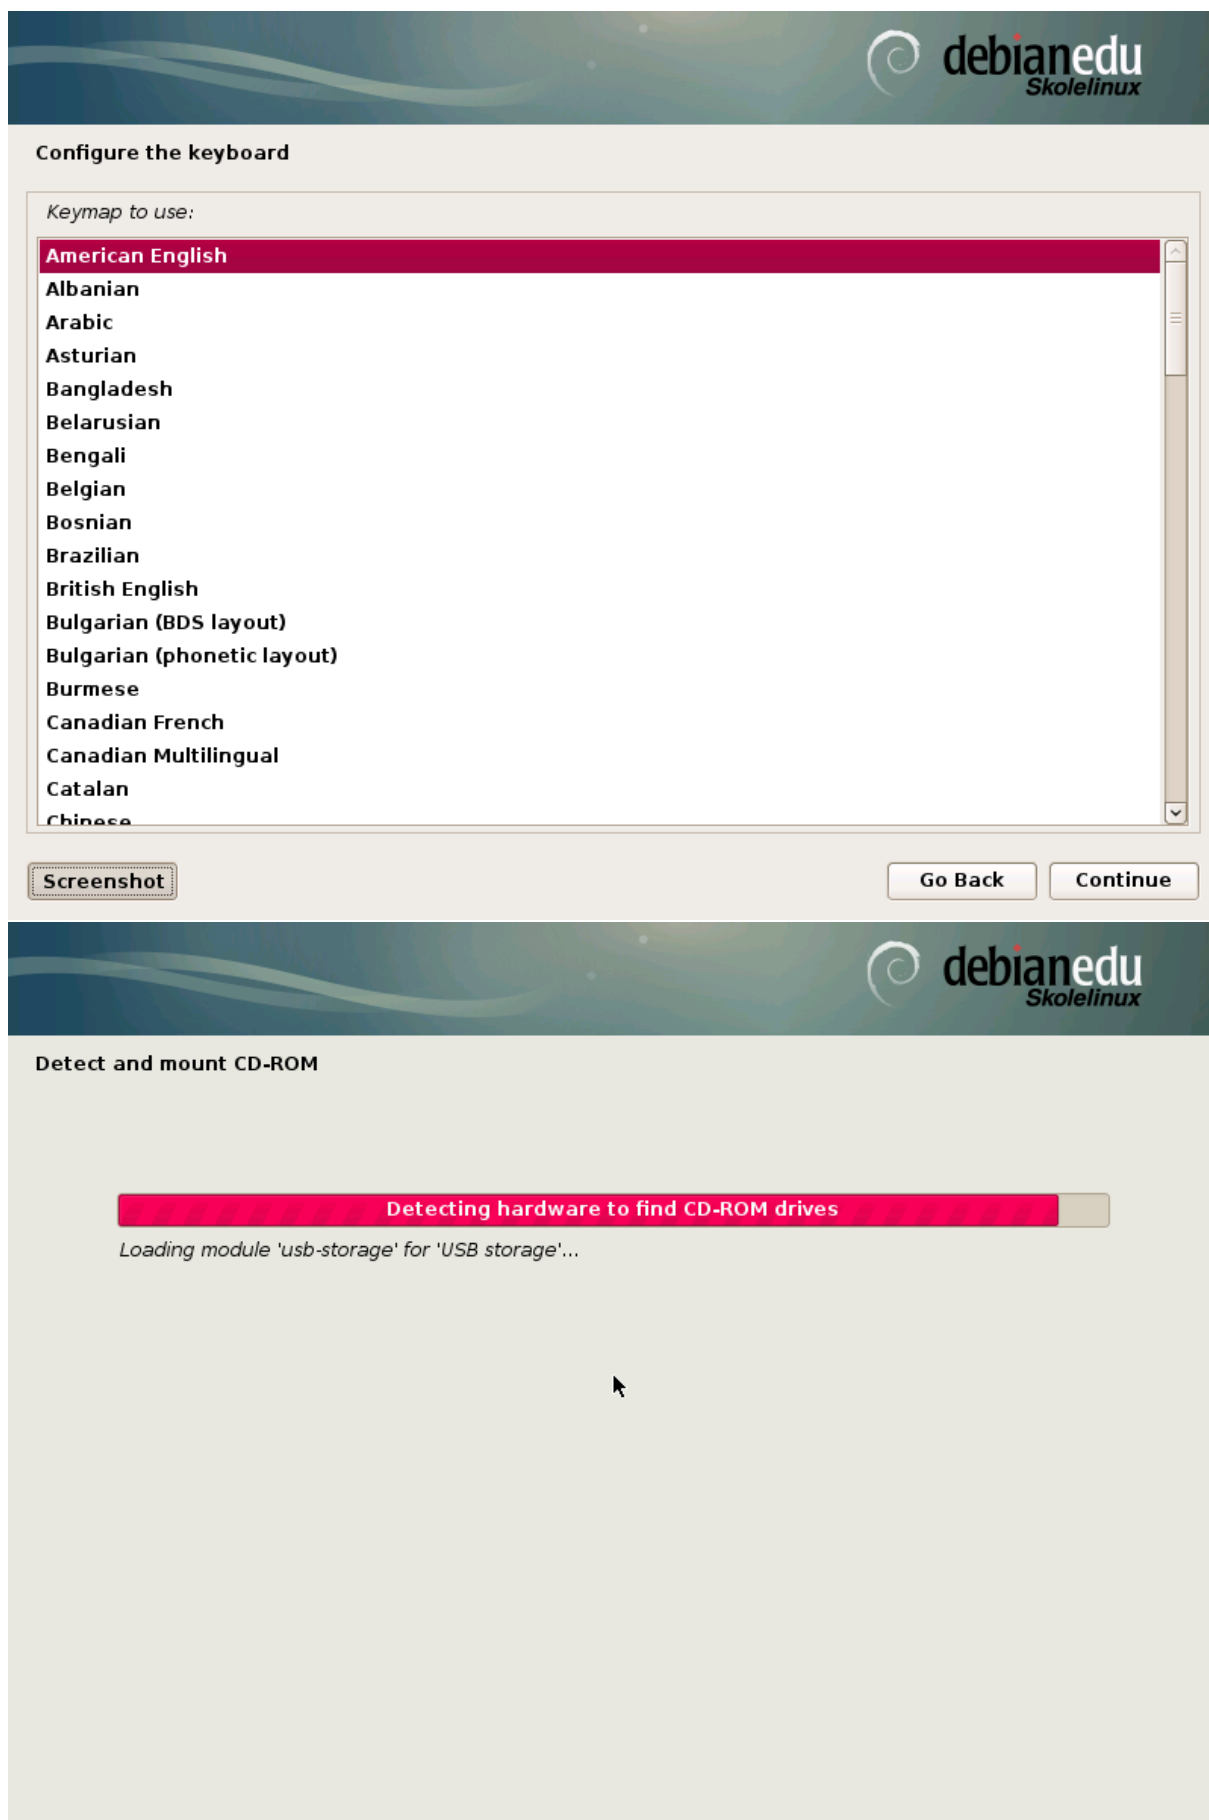 debianedu
Skolelinux
Configure the keyboard
Keymap to use:
American English
Albanian
Arabic
Asturian
Bangladesh
Belarusian
Bengali
Belgian
Bosnian
Brazilian
British English
Bulgarian (BDS layout)
Bulgarian (phonetic layout)
Burmese
Canadian French
Canadian Multilingual
Catalan
Chinese
Screenshot
Go Back
Continue
debianedu
Skolelinux
Detect and mount CD-ROM
Detecting hardware to find CD-ROM drives
Loading module 'usb-storage' for 'USB storage'...